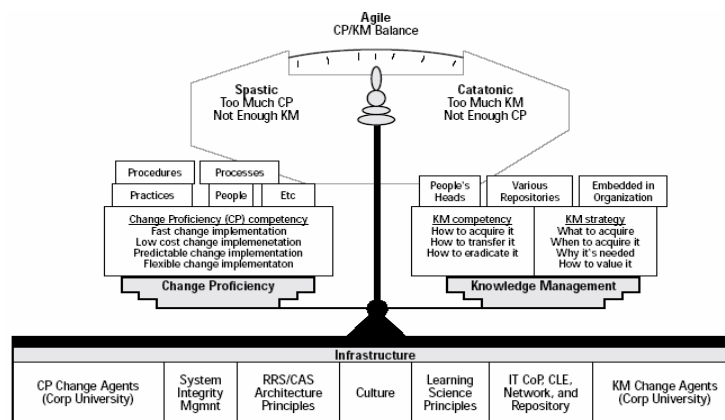 Agile
CP/KM Balance
Spastic
Too Much CP
Not Enough KM
Catatonic
Too Much KM
Not Enough CP
Procedures
Processes
Practices
People
Etc
Change Proficiency (CP) competency
Fast change implementation
Low cost change implemenetation
Predictable change implementation
Flexible change implementaton
Change Proficiency
People's
Heads
Various
Repositories
Embedded in
Organization
KM competency
How to acquire it
How to transfer it
How to eradicate it
KM strategy
What to acquire
When to acquire it
Why it's needed
How to value it
Knowledge Management
Infrastructure
CP Change Agents
(Corp University)
System
Integrity
Mgmnt
RRS/CAS
Architecture
Principles
Culture
Learning
Science
Principles
IT CoP, CLE,
Network, and
Repository
KM Change Agents
(Corp University)